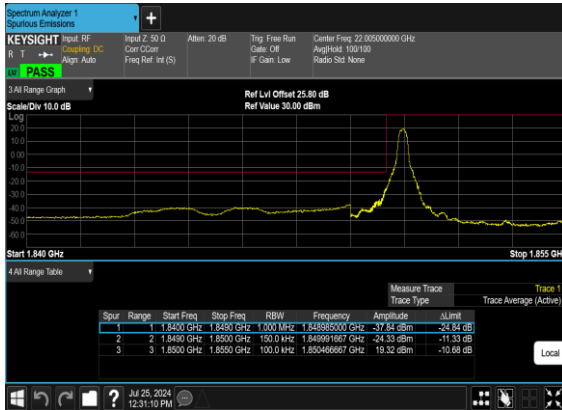 Spectrum Analyzer 1
Spurious Emissions
KEYSIGHT Input: RF Input Z: 50 Ω Atten: 20 dB Trig: Free Run Center Freq: 22.005000000 GHz
R T Coupling: DC Corr CCorr Gate: Off Avg|Hold: 100/100
Align: Auto Freq Ref: Int (S) IF Gain: Low Radio Std: None
PASS
3 All Range Graph
Ref Lvl Offset 25.80 dB
Scale/Div 10.0 dB Ref Value 30.00 dBm
Log
20.0
10.0
0.00
-10.0
-20.0
-30.0
-40.0
-50.0
-60.0
Start 1.840 GHz Stop 1.855 GH
4 All Range Table
Measure Trace Trace 1
Trace Type Trace Average (Active)
Spur Range Start Freq Stop Freq RBW Frequency Amplitude ΔLimit
1 1 1.8400 GHz 1.8490 GHz 1.000 MHz 1.848985000 GHz -37.84 dBm -24.84 dB
2 2 1.8490 GHz 1.8500 GHz 150.0 kHz 1.849991667 GHz -24.33 dBm -11.33 dB
3 3 1.8500 GHz 1.8550 GHz 100.0 kHz 1.850466667 GHz 19.32 dBm -10.68 dB
Local
Jul 25, 2024
12:31:10 PM